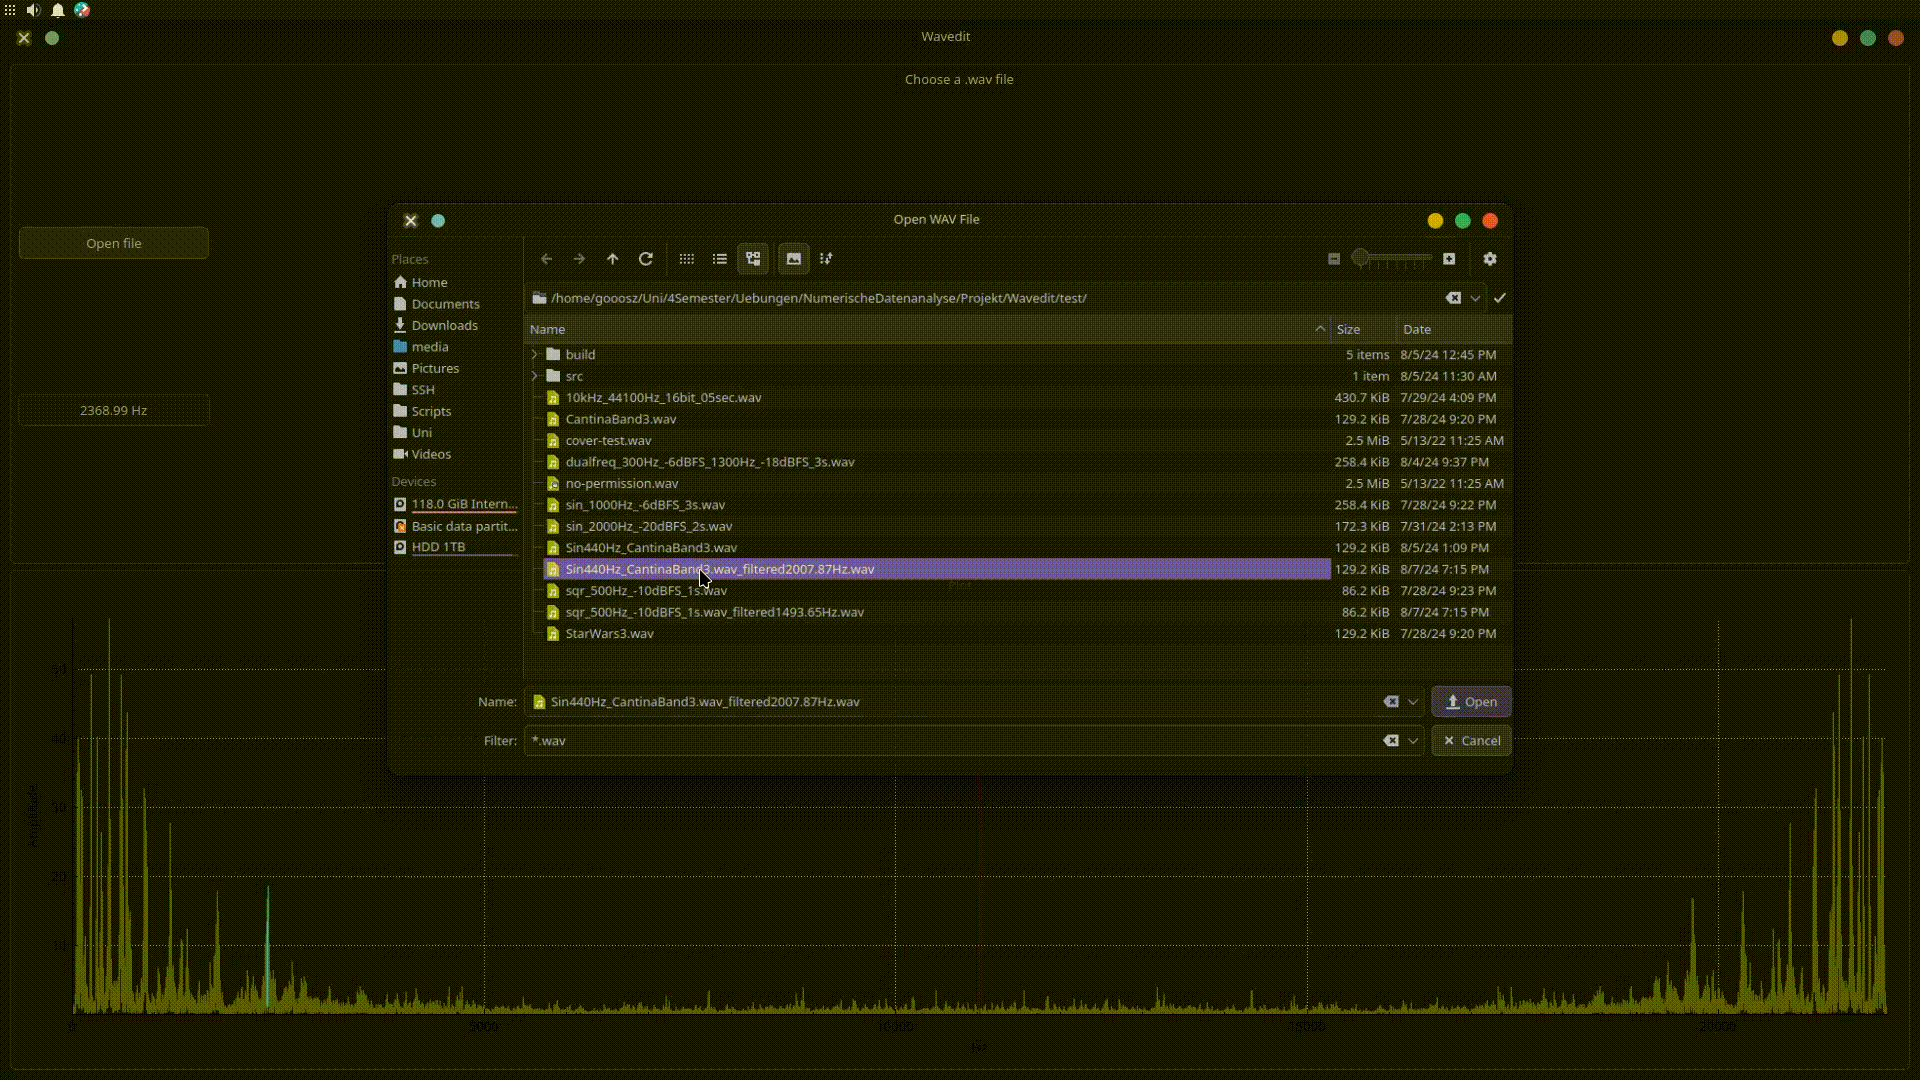 Wavedit
Choose a .wav file
Open WAV File
Open file
Places
Home
Documents
Downloads
media
Pictures
SSH
Scripts
Uni
Videos
Devices
118.0 GiB Intern...
Basic data partit...
HDD 1TB
2368.99 Hz
/home/gooosz/Uni/4Semester/Uebungen/NumerischeDatenanalyse/Projekt/Wavedit/test/
Name Size Date
build 5 items 8/5/24 12:45 PM
src 1 item 8/5/24 11:30 AM
10kHz_44100Hz_16bit_05sec.wav 430.7 KiB 7/29/24 4:09 PM
CantinaBand3.wav 129.2 KiB 7/28/24 9:20 PM
cover-test.wav 2.5 MiB 5/13/22 11:25 AM
dualfreq_300Hz_-6dBFS_1300Hz_-18dBFS_3s.wav 258.4 KiB 8/4/24 9:37 PM
no-permission.wav 2.5 MiB 5/13/22 11:25 AM
sin_1000Hz_-6dBFS_3s.wav 258.4 KiB 7/28/24 9:22 PM
sin_2000Hz_-20dBFS_2s.wav 172.3 KiB 7/31/24 2:13 PM
Sin440Hz_CantinaBand3.wav 129.2 KiB 8/5/24 1:09 PM
Sin440Hz_CantinaBand3.wav_filtered2007.87Hz.wav 129.2 KiB 8/7/24 7:15 PM
sqr_500Hz_-10dBFS_1s.wav 86.2 KiB 7/28/24 9:23 PM
sqr_500Hz_-10dBFS_1s.wav_filtered1493.65Hz.wav 86.2 KiB 8/7/24 7:15 PM
StarWars3.wav 129.2 KiB 7/28/24 9:20 PM
Name: Sin440Hz_CantinaBand3.wav_filtered2007.87Hz.wav Open
Filter: *.wav Cancel
Amplitude
50
40
30
20
10
0 5000 10000 15000 20000
Hz